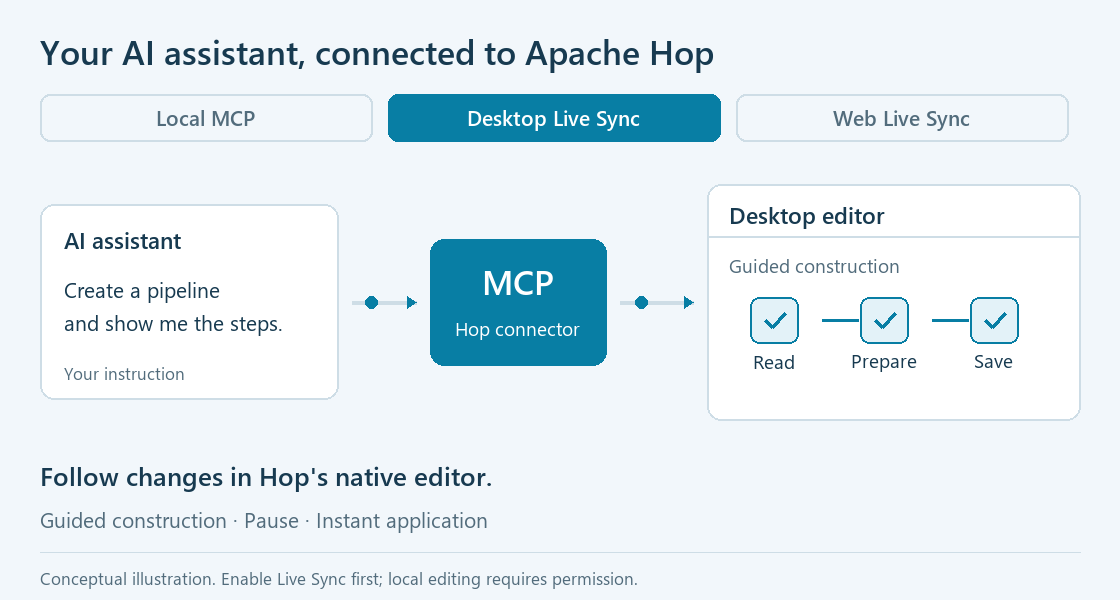 Your AI assistant, connected to Apache Hop
Local MCP
Desktop Live Sync
Web Live Sync
AI assistant
Create a pipeline
and show me the steps.
Your instruction
MCP
Hop connector
Desktop editor
Guided construction
Read
Prepare
Save
Follow changes in Hop's native editor.
Guided construction · Pause · Instant application
Conceptual illustration. Enable Live Sync first; local editing requires permission.